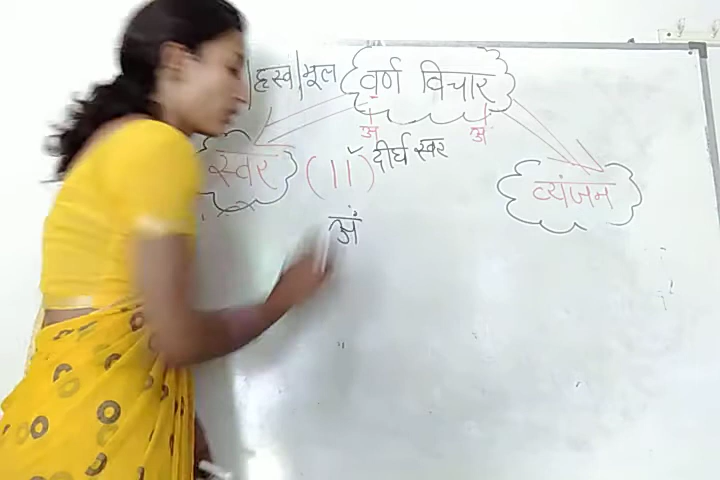 |ह्रस्व|मूल
वर्ण विचार
अ अ
दीर्घ स्वर
स्वर (11)
व्यंजन
अं